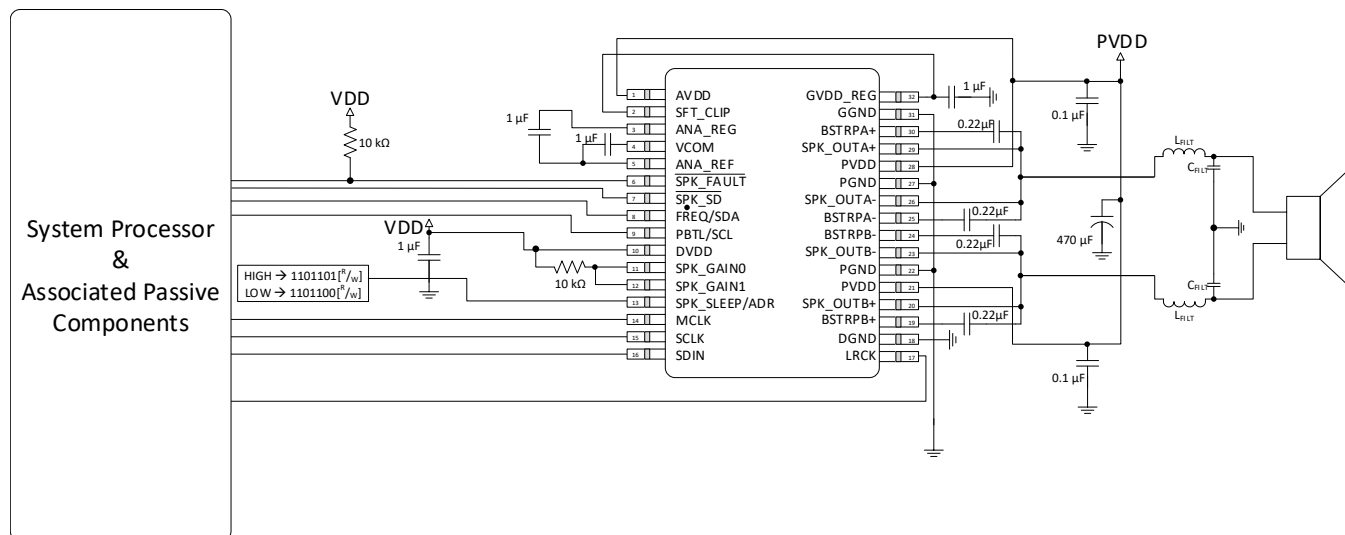 System Processor
&
Associated Passive
Components
VDD
10 kΩ
1 µF
1 µF
VDD
1 µF
10 kΩ
HIGH → 1101101[R/W]
LOW → 1101100[R/W]
1 AVDD
2 SFT_CLIP
3 ANA_REG
4 VCOM
5 ANA_REF
6 SPK_FAULT
7 SPK_SD
8 FREQ/SDA
9 PBTL/SCL
10 DVDD
11 SPK_GAIN0
12 SPK_GAIN1
13 SPK_SLEEP/ADR
14 MCLK
15 SCLK
16 SDIN
GVDD_REG 32
GGND 31
BSTRPA+ 30
SPK_OUTA+ 29
PVDD 28
PGND 27
SPK_OUTA- 26
BSTRPA- 25
BSTRPB- 24
SPK_OUTB- 23
PGND 22
PVDD 21
SPK_OUTB+ 20
BSTRPB+ 19
DGND 18
LRCK 17
1 µF
0.22µF
0.22µF
0.22µF
0.22µF
PVDD
0.1 µF
470 µF
0.1 µF
LFILT
CFILT
CFILT
LFILT